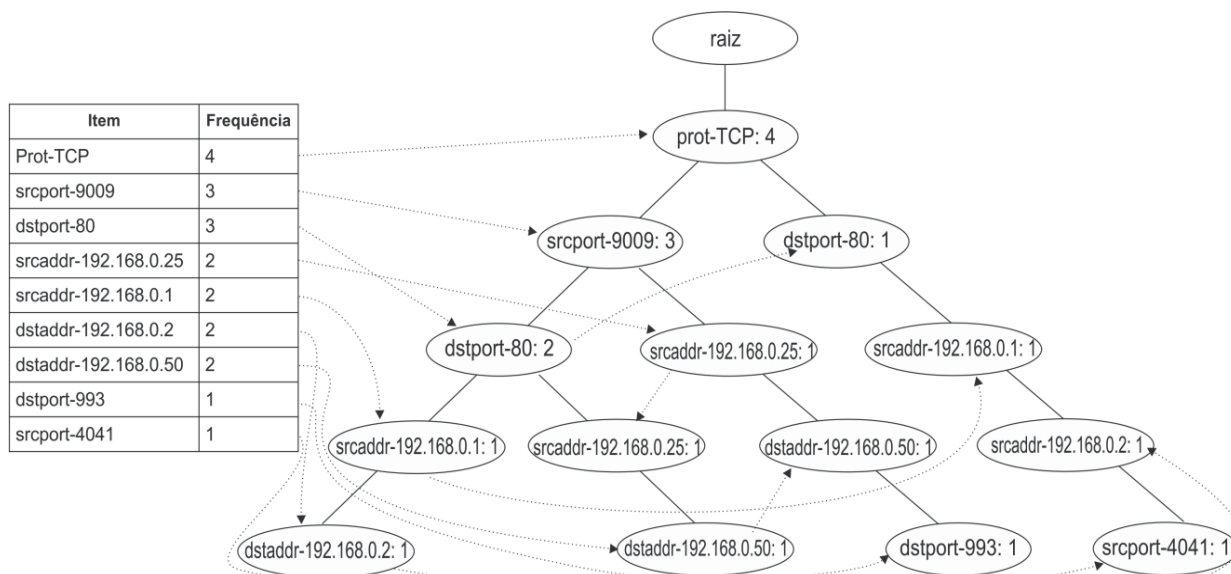 raiz
Item Frequência
Prot-TCP 4
srcport-9009 3
dstport-80 3
srcaddr-192.168.0.25 2
srcaddr-192.168.0.1 2
dstaddr-192.168.0.2 2
dstaddr-192.168.0.50 2
dstport-993 1
srcport-4041 1
prot-TCP: 4
srcport-9009: 3
dstport-80: 1
dstport-80: 2
srcaddr-192.168.0.25: 1
srcaddr-192.168.0.1: 1
srcaddr-192.168.0.1: 1
srcaddr-192.168.0.25: 1
dstaddr-192.168.0.50: 1
srcaddr-192.168.0.2: 1
dstaddr-192.168.0.2: 1
dstaddr-192.168.0.50: 1
dstport-993: 1
srcport-4041: 1